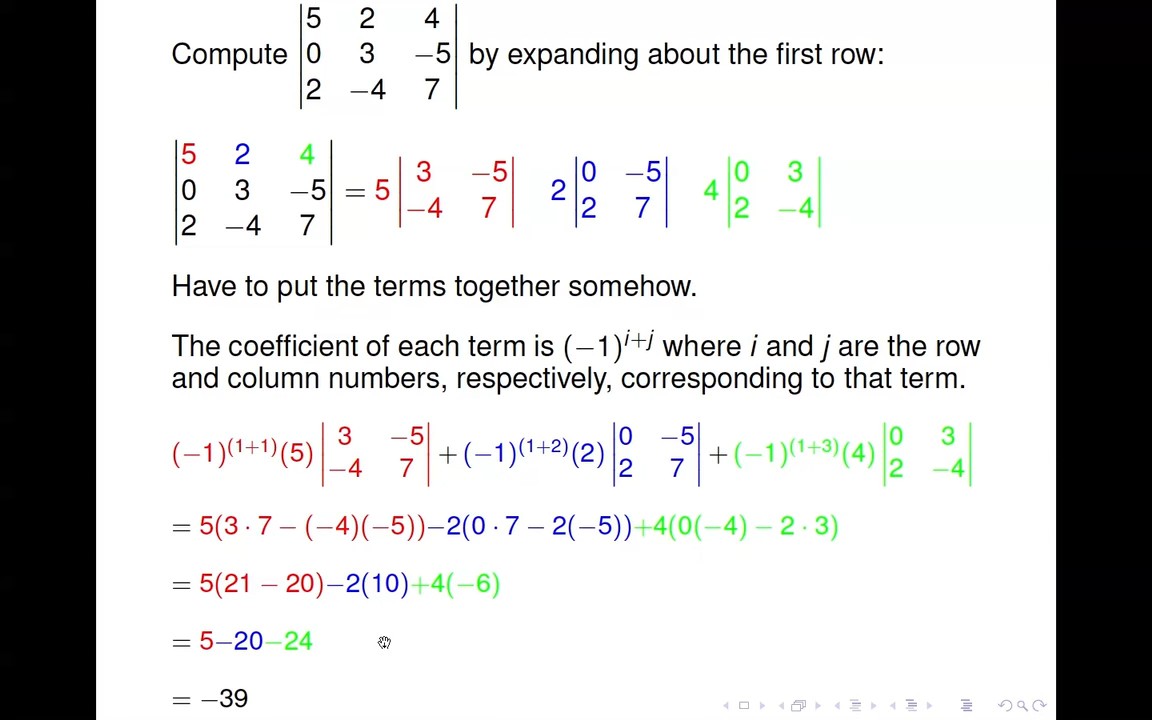 Compute |5 2 4; 0 3 −5; 2 −4 7| by expanding about the first row:
|5 2 4; 0 3 −5; 2 −4 7| = 5 |3 −5; −4 7| 2 |0 −5; 2 7| 4 |0 3; 2 −4|
Have to put the terms together somehow.
The coefficient of each term is (−1)^{i+j} where i and j are the row
and column numbers, respectively, corresponding to that term.
(−1)^{(1+1)}(5) |3 −5; −4 7| + (−1)^{(1+2)}(2) |0 −5; 2 7| + (−1)^{(1+3)}(4) |0 3; 2 −4|
= 5(3 · 7 − (−4)(−5))−2(0 · 7 − 2(−5))+4(0(−4) − 2 · 3)
= 5(21 − 20)−2(10)+4(−6)
= 5−20−24
= −39